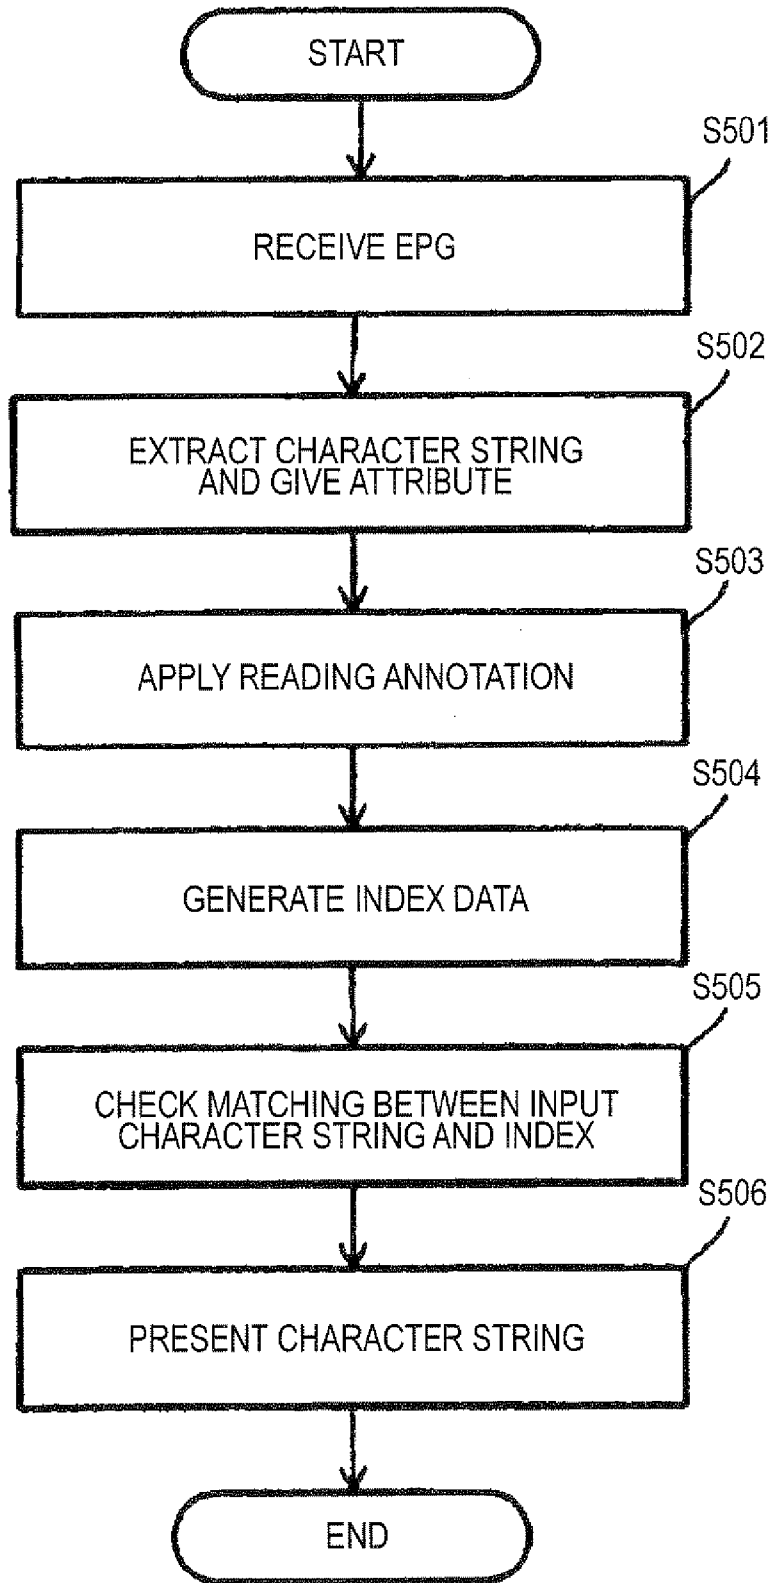 START
S501
RECEIVE EPG
S502
EXTRACT CHARACTER STRING
AND GIVE ATTRIBUTE
S503
APPLY READING ANNOTATION
S504
GENERATE INDEX DATA
S505
CHECK MATCHING BETWEEN INPUT
CHARACTER STRING AND INDEX
S506
PRESENT CHARACTER STRING
END